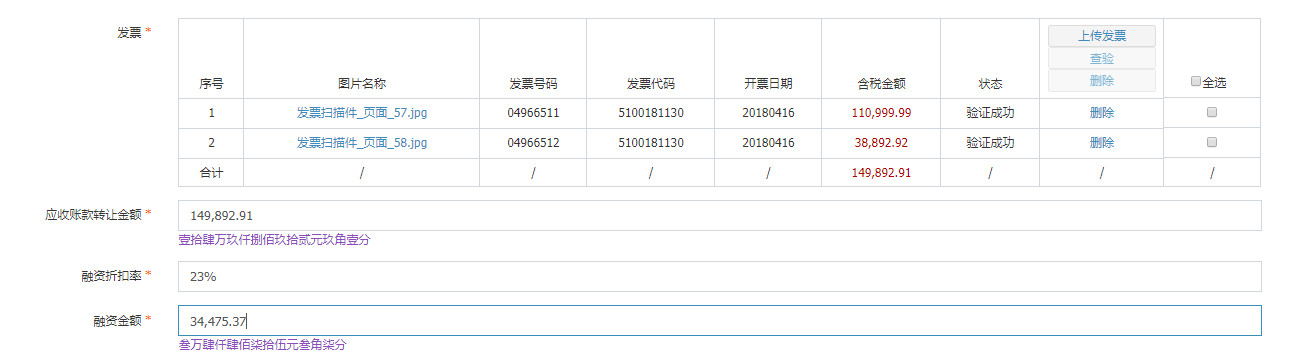 发票 *
上传发票
查验
删除
序号 图片名称 发票号码 发票代码 开票日期 含税金额 状态 全选
1 发票扫描件_页面_57.jpg 04966511 5100181130 20180416 110,999.99 验证成功 删除
2 发票扫描件_页面_58.jpg 04966512 5100181130 20180416 38,892.92 验证成功 删除
合计 / / / / 149,892.91 / / /
应收账款转让金额 * 149,892.91
壹拾肆万玖仟捌佰玖拾贰元玖角壹分
融资折扣率 * 23%
融资金额 * 34,475.37
叁万肆仟肆佰柒拾伍元叁角柒分